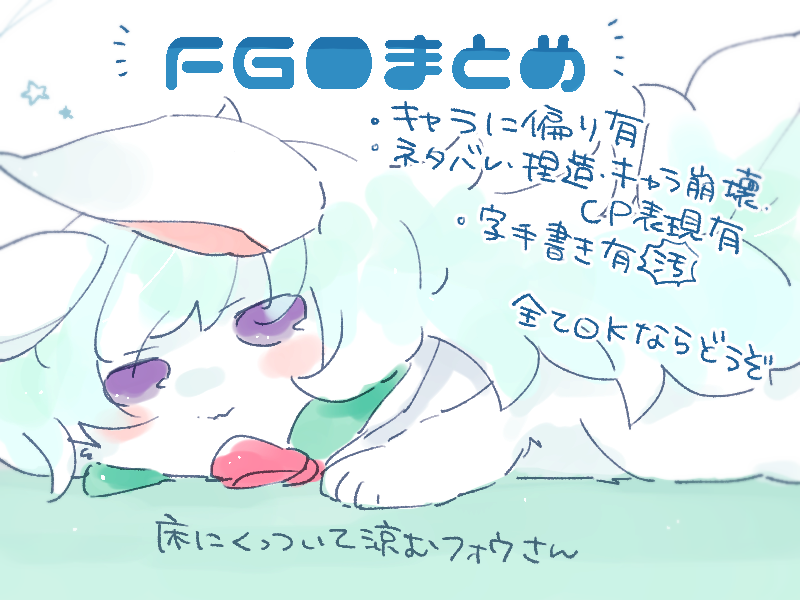 FG●まとめ
・キャラに偏り有
・ネタバレ・捏造・キャラ崩壊・
CP表現有
・字手書き有 汚
全てOKならどうぞ
床にくっついて涼むフォウさん